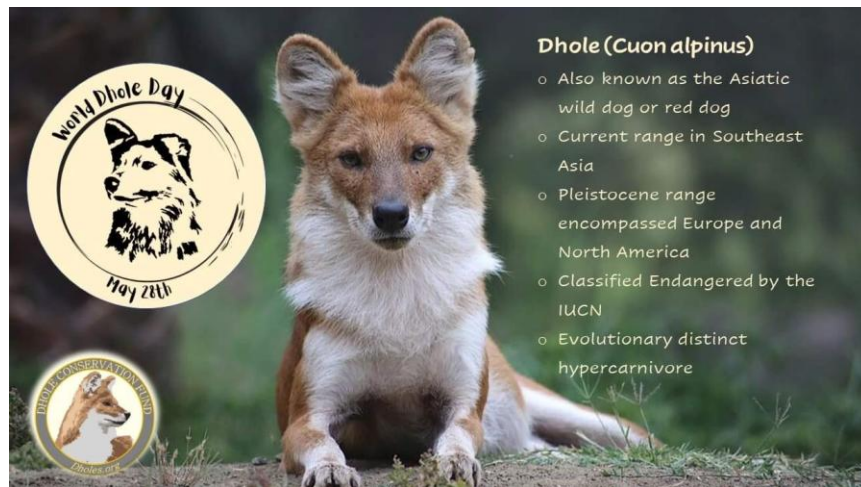 World Dhole Day
May 28th
DHOLE CONSERVATION FUND
Dholes.org
Dhole (Cuon alpinus)
o Also known as the Asiatic
wild dog or red dog
o Current range in Southeast
Asia
o Pleistocene range
encompassed Europe and
North America
o Classified Endangered by the
IUCN
o Evolutionary distinct
hypercarnivore